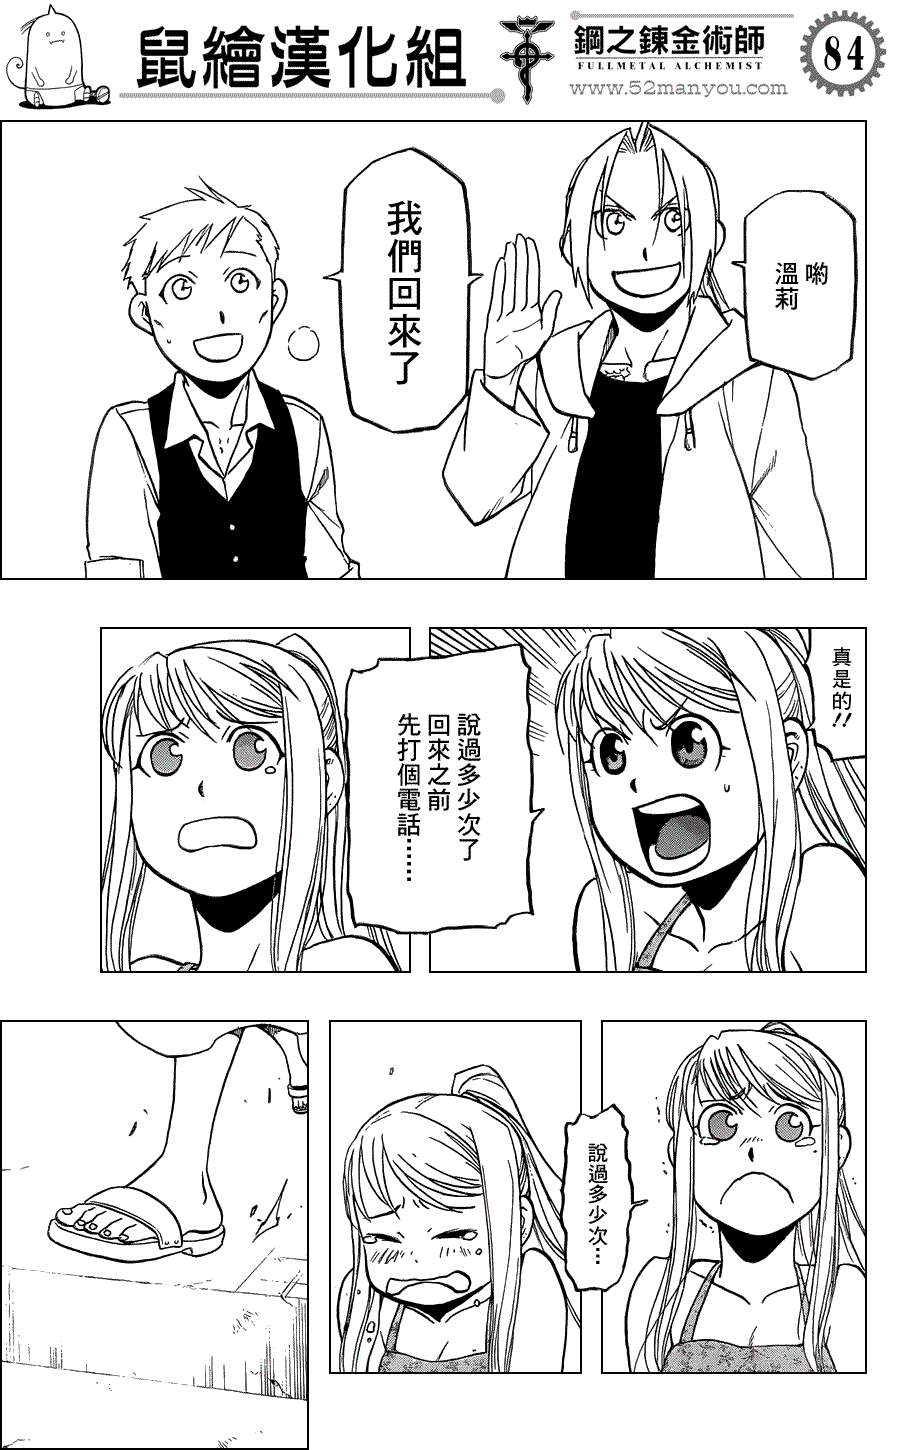 鼠繪漢化組
鋼之鍊金術師
FULLMETAL ALCHEMIST
www.52manyou.com
84
喲
溫莉
我們回來了
真是的!!
說過多少次了
回來之前
先打個電話……
說過多少次…